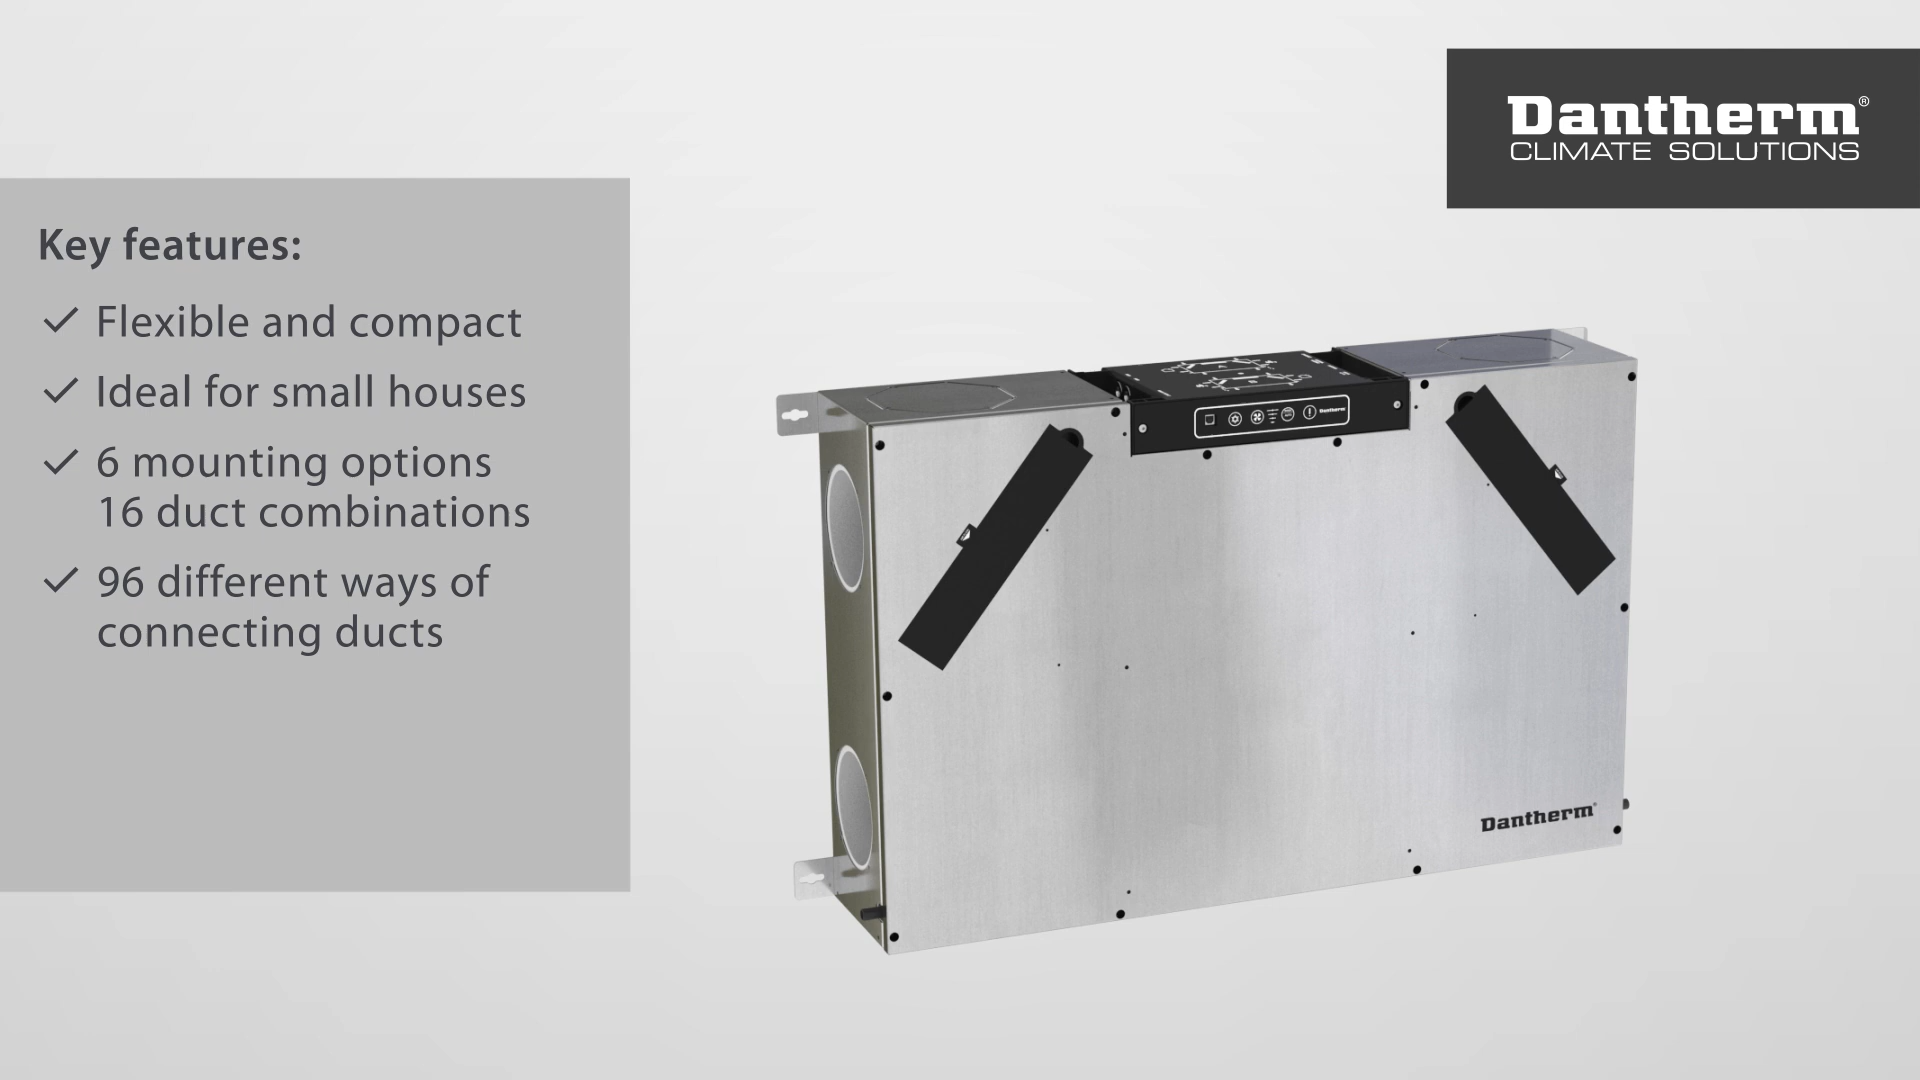 Dantherm®
CLIMATE SOLUTIONS
Key features:
Flexible and compact
Ideal for small houses
6 mounting options
16 duct combinations
96 different ways of
connecting ducts
A
B
Dantherm
Dantherm®